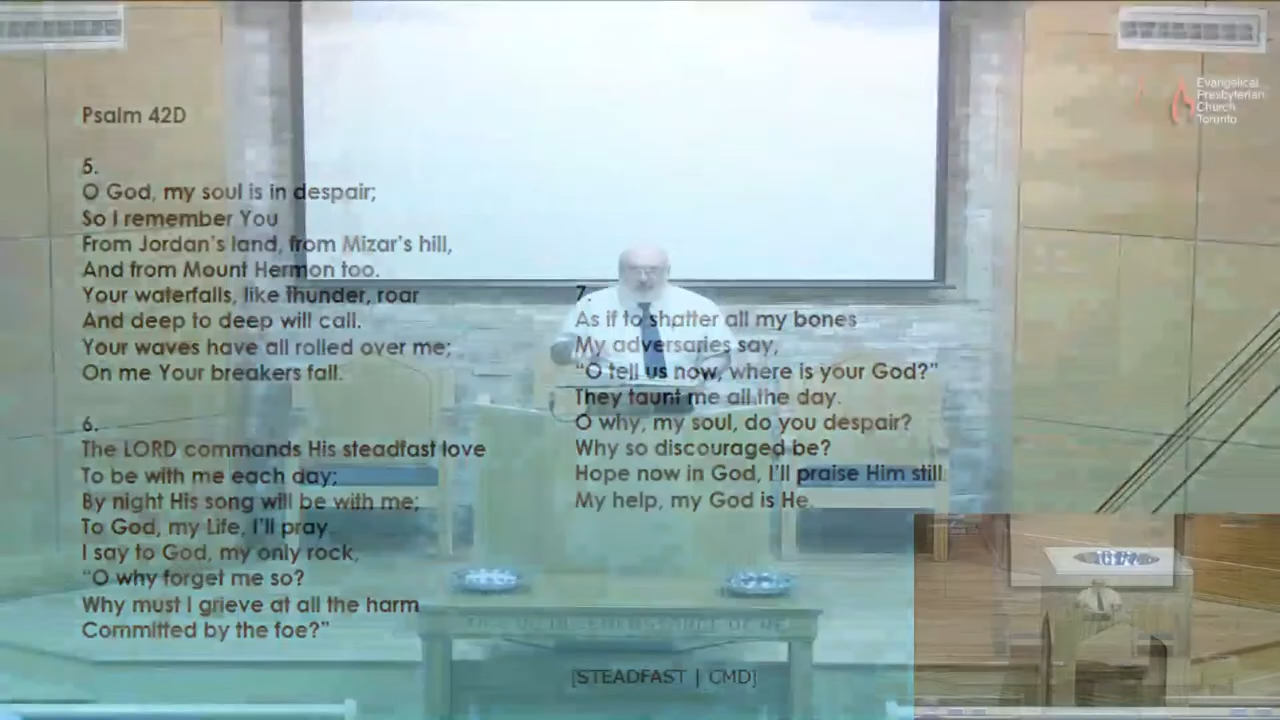 Psalm 42D
5.
O God, my soul is in despair;
So I remember You
From Jordan's land, from Mizar's hill,
And from Mount Hermon too.
Your waterfalls, like thunder, roar
And deep to deep will call.
Your waves have all rolled over me;
On me Your breakers fall.
6.
The LORD commands His steadfast love
To be with me each day;
By night His song will be with me;
To God, my Life, I'll pray.
I say to God, my only rock,
"O why forget me so?
Why must I grieve at all the harm
Committed by the foe?"
7.
As if to shatter all my bones
My adversaries say,
"O tell us now, where is your God?"
They taunt me all the day.
O why, my soul, do you despair?
Why so discouraged be?
Hope now in God, I'll praise Him still:
My help, my God is He.
[STEADFAST | CMD]
Evangelical
Presbyterian
Church
Toronto
THIS DO IN REMEMBRANCE OF ME